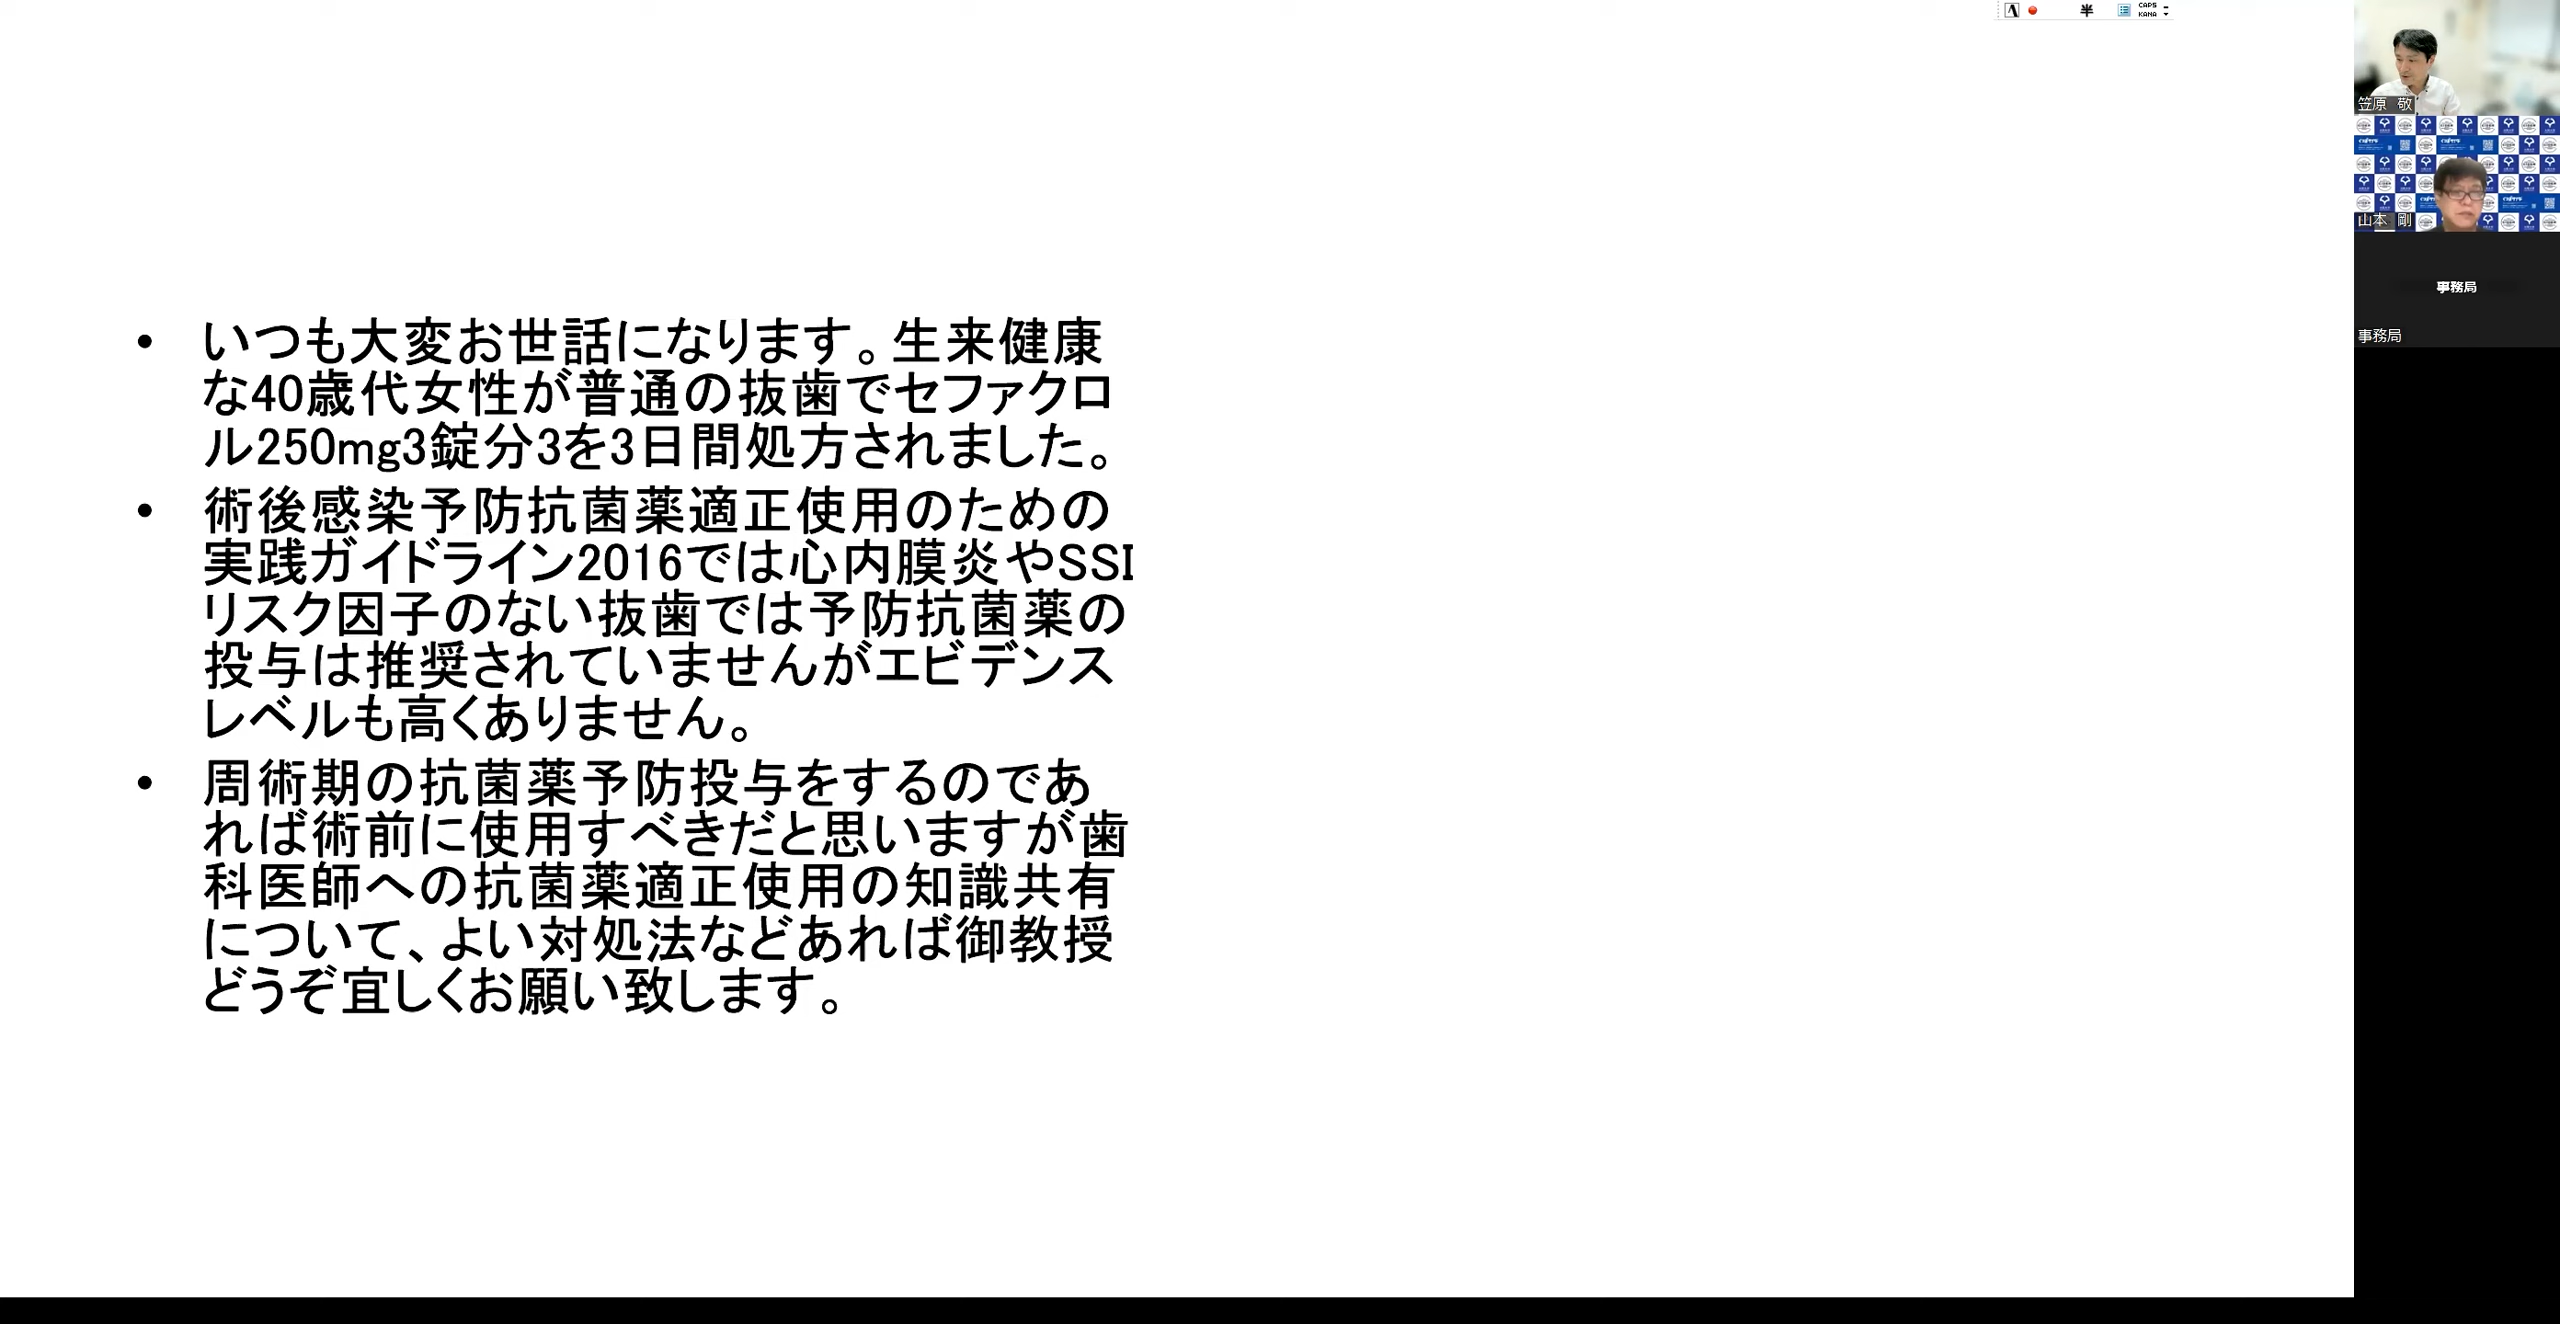 半
CAPS
KANA
• いつも大変お世話になります。生来健康
な40歳代女性が普通の抜歯でセファクロ
ル250mg3錠分3を3日間処方されました。
• 術後感染予防抗菌薬適正使用のための
実践ガイドライン2016では心内膜炎やSSI
リスク因子のない抜歯では予防抗菌薬の
投与は推奨されていませんがエビデンス
レベルも高くありません。
• 周術期の抗菌薬予防投与をするのであ
れば術前に使用すべきだと思いますが歯
科医師への抗菌薬適正使用の知識共有
について、よい対処法などあれば御教授
どうぞ宜しくお願い致します。
笠原 敬
山本 剛
事務局
事務局